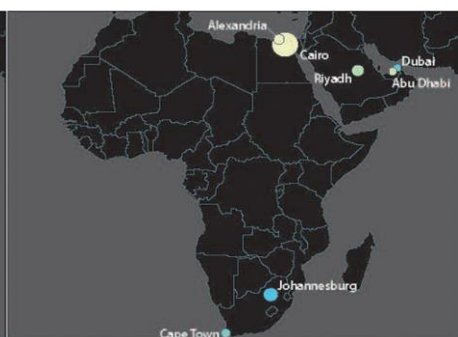 Alexandria
Cairo
Dubai
Riyadh
Abu Dhabi
Johannesburg
Cape Town